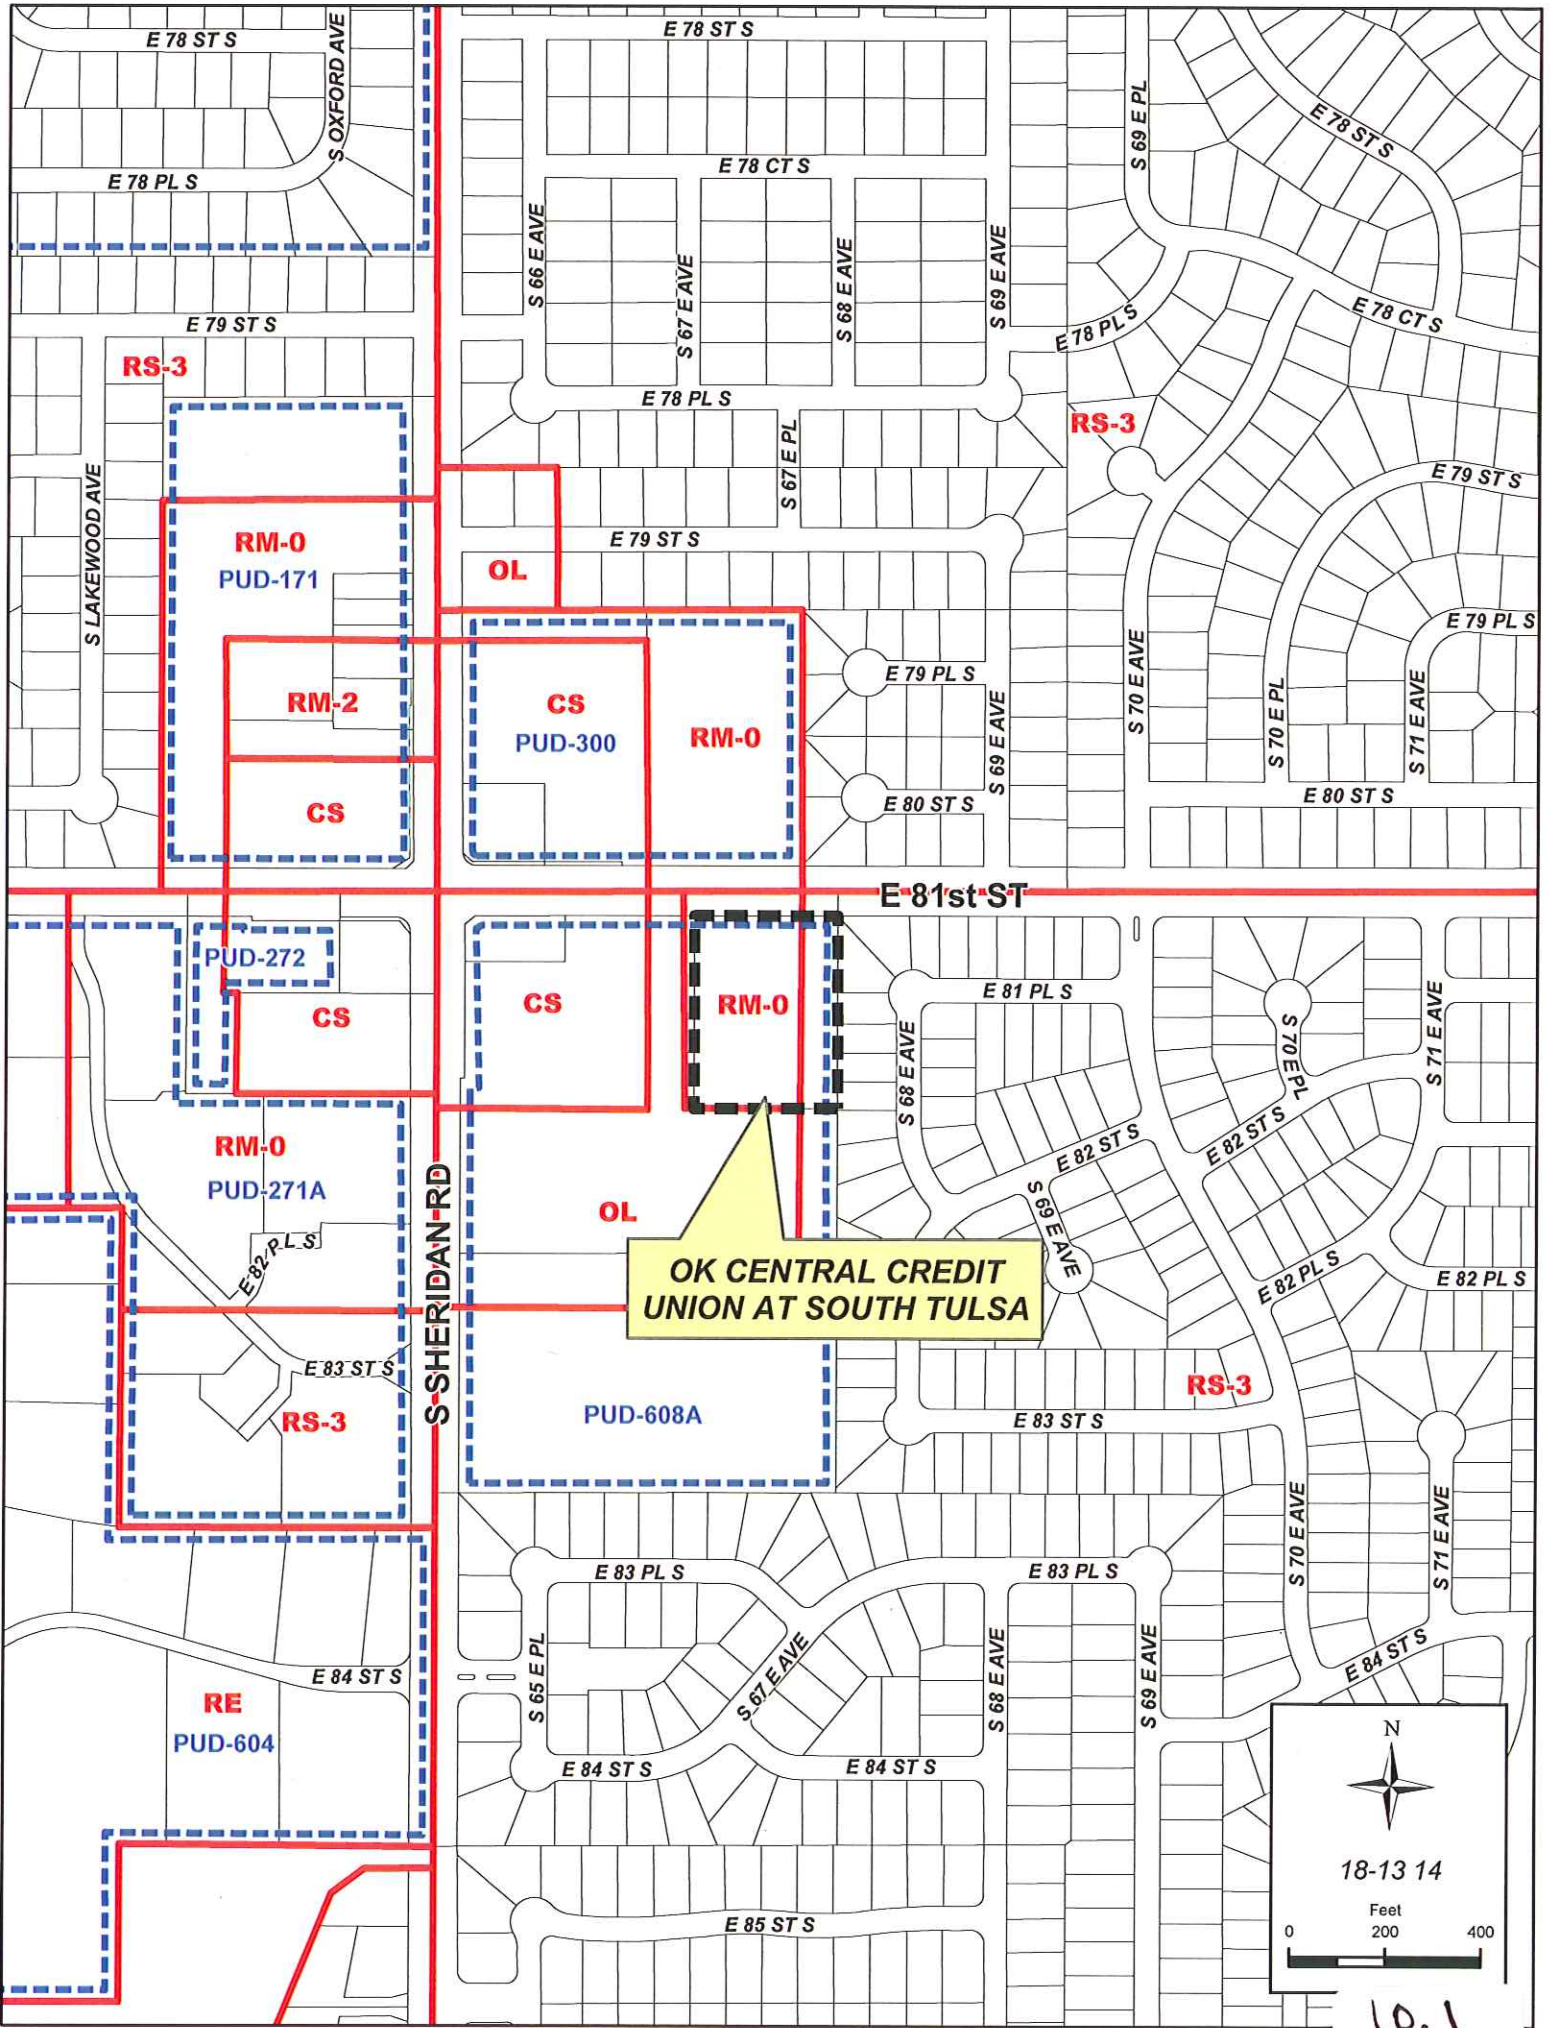 E 78 ST S
E 78 ST S
S OXFORD AVE
S 69 E PL
E 78 ST S
E 78 CT S
E 78 PL S
S 66 E AVE
S 67 E AVE
S 68 E AVE
S 69 E AVE
E 79 ST S
E 78 PL S
E 78 CT S
RS-3
E 78 PL S
RS-3
S LAKEWOOD AVE
S 67 E PL
E 79 ST S
RM-0
PUD-171
OL
E 79 ST S
E 79 PL S
RM-2
CS
PUD-300
RM-0
E 79 PL S
S 69 E AVE
S 70 E AVE
S 70 E PL
S 71 E AVE
CS
E 80 ST S
E 80 ST S
E 81st ST
PUD-272
CS
CS
RM-0
E 81 PL S
S 68 E AVE
S 70 E PL
S 71 E AVE
RM-0
PUD-271A
E 82 ST S
E 82 ST S
S SHERIDAN RD
OL
S 69 E AVE
E 82 PL S
E 82 PL S
E 82 PL S
OK CENTRAL CREDIT
UNION AT SOUTH TULSA
E 83 ST S
RS-3
RS-3
PUD-608A
E 83 ST S
S 70 E AVE
S 71 E AVE
E 83 PL S
E 83 PL S
S 65 E PL
S 67 E AVE
S 68 E AVE
S 69 E AVE
E 84 ST S
E 84 ST S
RE
PUD-604
E 84 ST S
E 84 ST S
N
18-13 14
Feet
0 200 400
E 85 ST S
10.1